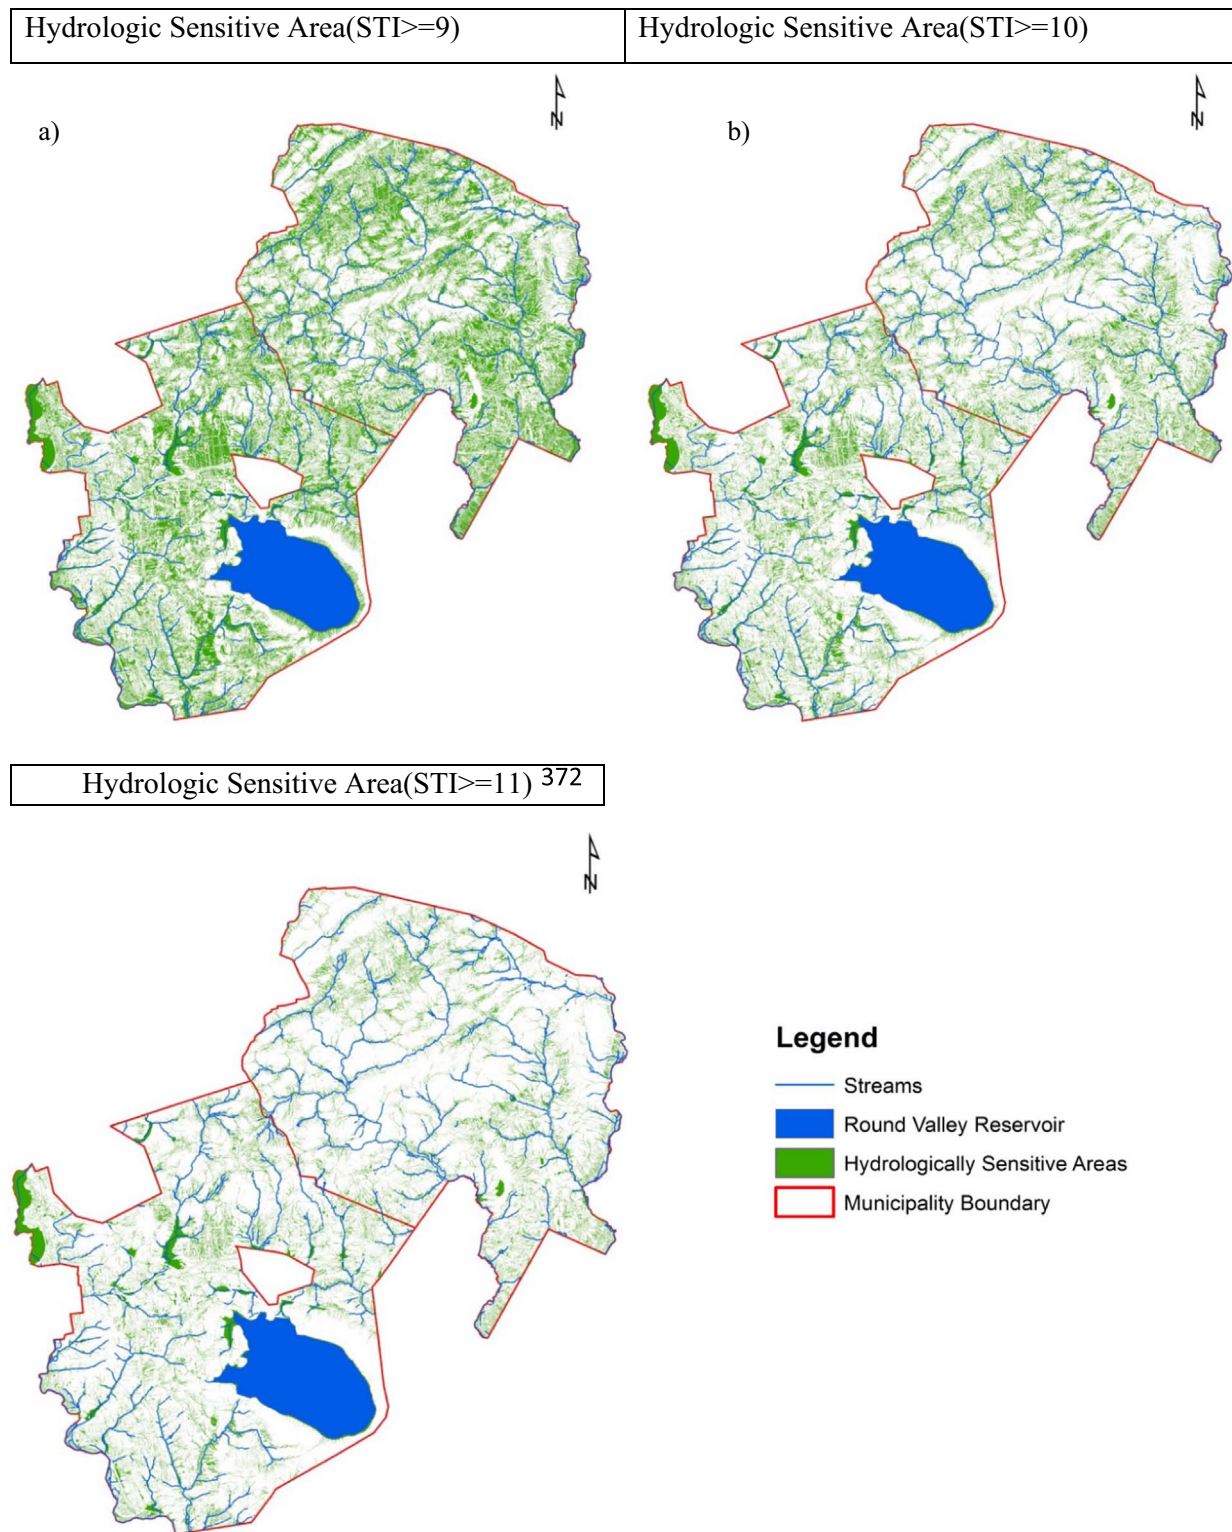 Hydrologic Sensitive Area(STI>=9)
Hydrologic Sensitive Area(STI>=10)
N
N
a)
b)
Hydrologic Sensitive Area(STI>=11) 372
N
Legend
Streams
Round Valley Reservoir
Hydrologically Sensitive Areas
Municipality Boundary